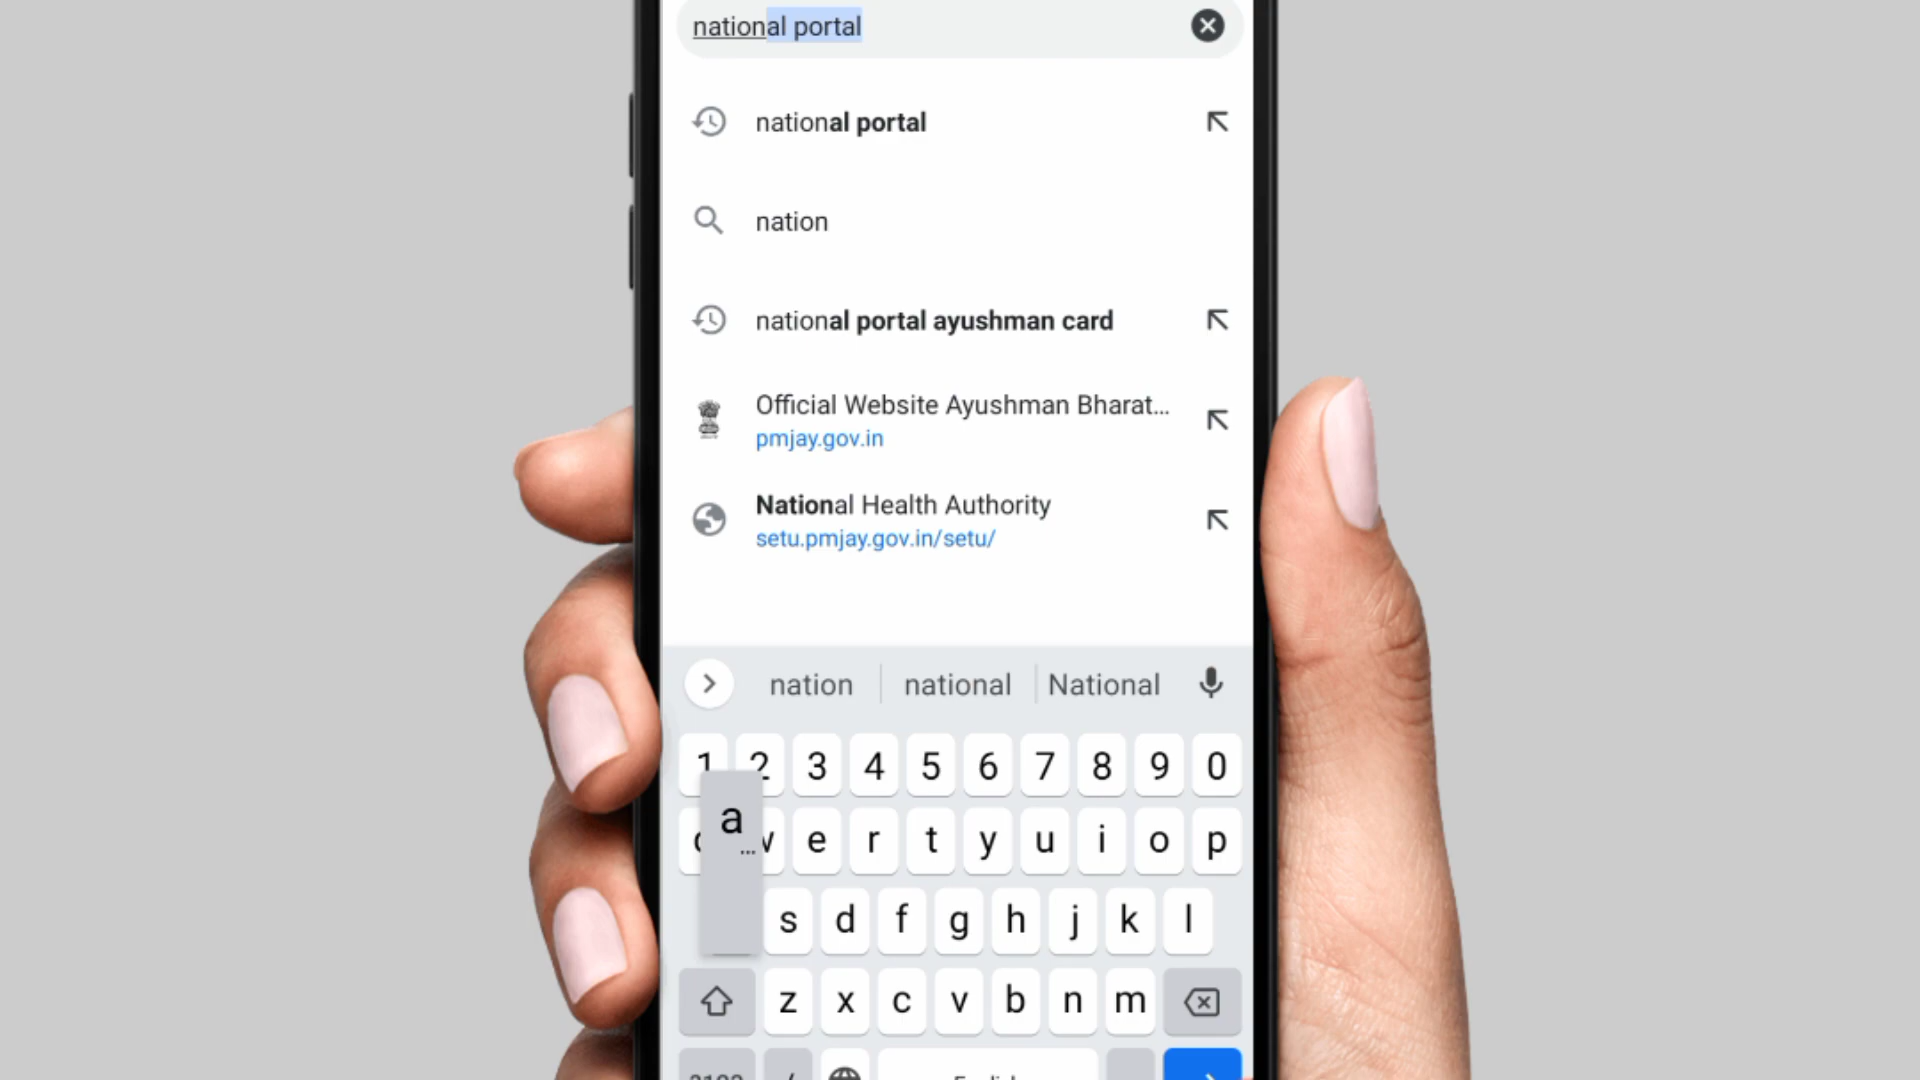 national portal
national portal
nation
national portal ayushman card
Official Website Ayushman Bharat...
pmjay.gov.in
National Health Authority
setu.pmjay.gov.in/setu/
nation national National
1 2 3 4 5 6 7 8 9 0
a
w e r t y u i o p
s d f g h j k l
z x c v b n m